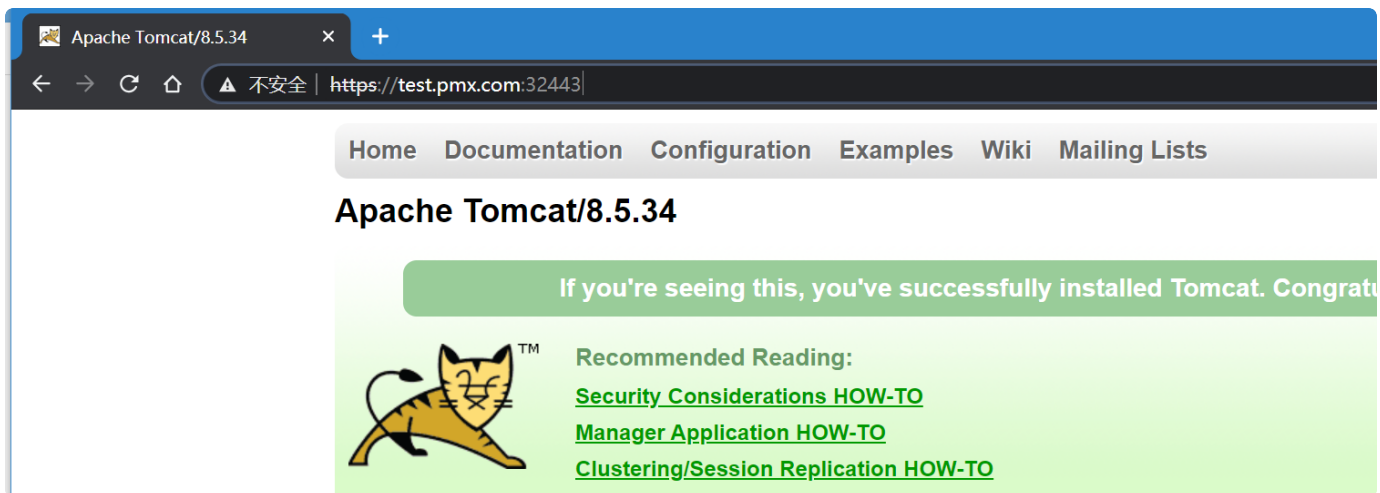 Apache Tomcat/8.5.34
不安全 https://test.pmx.com:32443
Home Documentation Configuration Examples Wiki Mailing Lists
Apache Tomcat/8.5.34
If you're seeing this, you've successfully installed Tomcat. Congratu
TM
Recommended Reading:
Security Considerations HOW-TO
Manager Application HOW-TO
Clustering/Session Replication HOW-TO